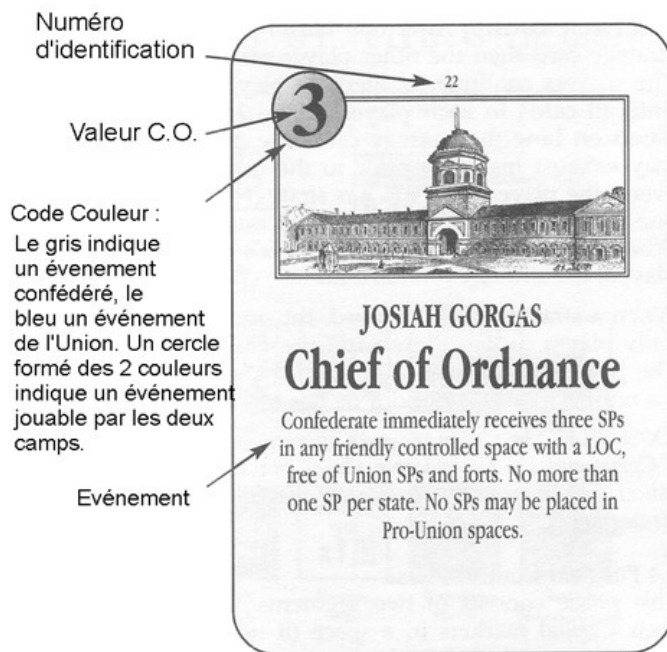 Numéro
d'identification
Valeur C.O.
Code Couleur :
Le gris indique
un évenement
confédéré, le
bleu un événement
de l'Union. Un cercle
formé des 2 couleurs
indique un événement
jouable par les deux
camps.
Evénement
22
3
JOSIAH GORGAS
Chief of Ordnance
Confederate immediately receives three SPs
in any friendly controlled space with a LOC,
free of Union SPs and forts. No more than
one SP per state. No SPs may be placed in
Pro-Union spaces.